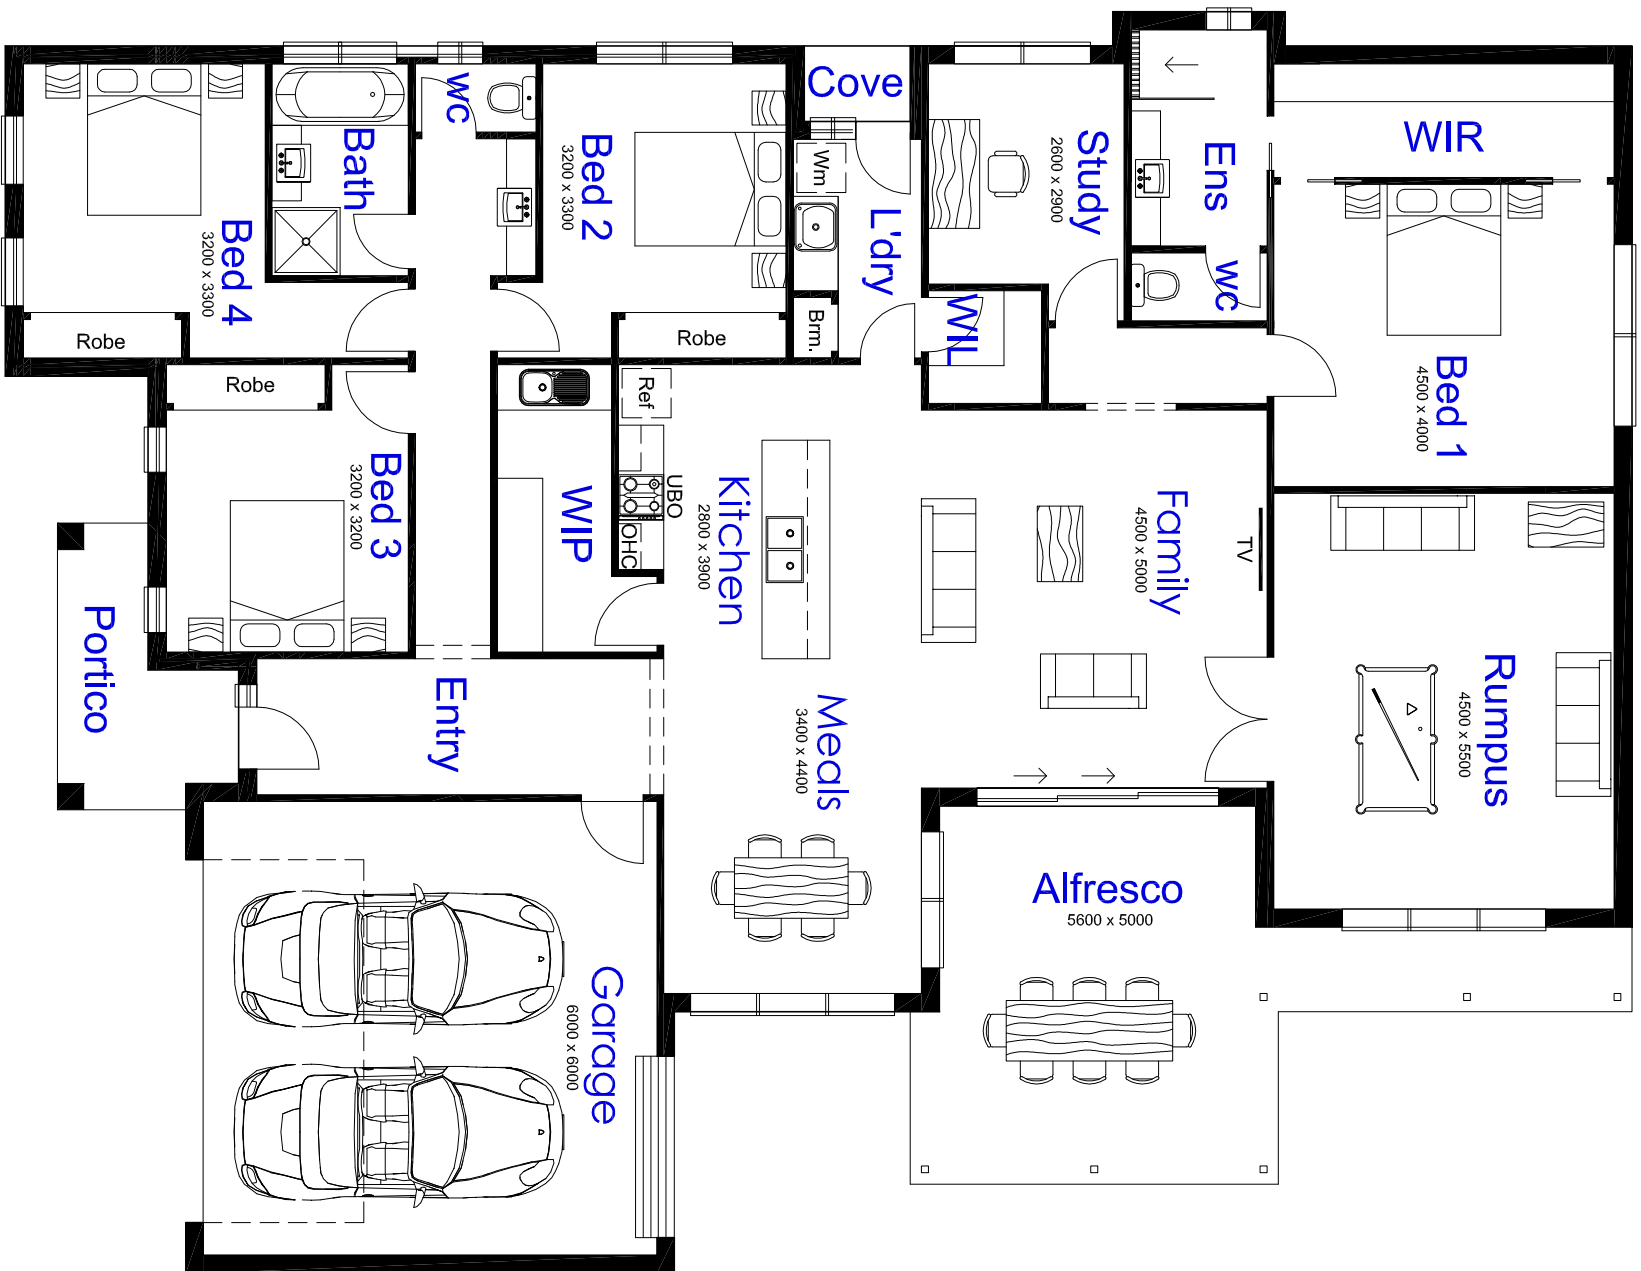 Cove
WIR
wc
Bath
Bed 2
3200 x 3300
Wm
L'dry
Study
2600 x 2900
Ens
wc
Bed 4
3200 x 3300
Robe
Robe
Brm.
WIL
Bed 1
4500 x 4000
Robe
Ref
Bed 3
3200 x 3200
WIP
UBO
OHC
Kitchen
2800 x 3900
Family
4500 x 5000
TV
Portico
Entry
Meals
3400 x 4400
Rumpus
4500 x 5500
Alfresco
5600 x 5000
Garage
6000 x 6000